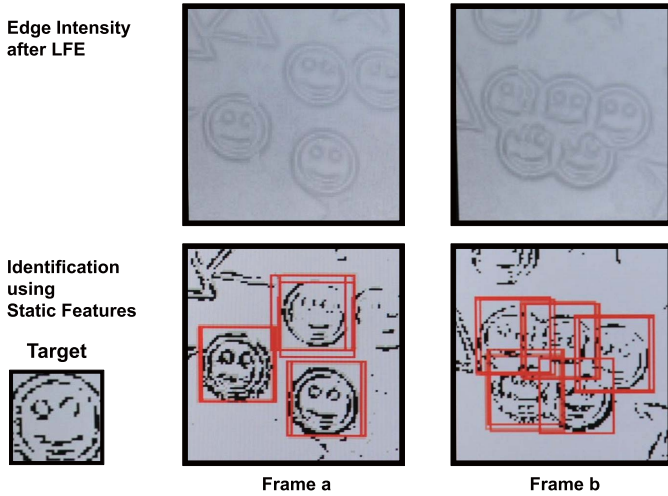 Edge Intensity
after LFE
Identification
using
Static Features
Target
Frame a
Frame b